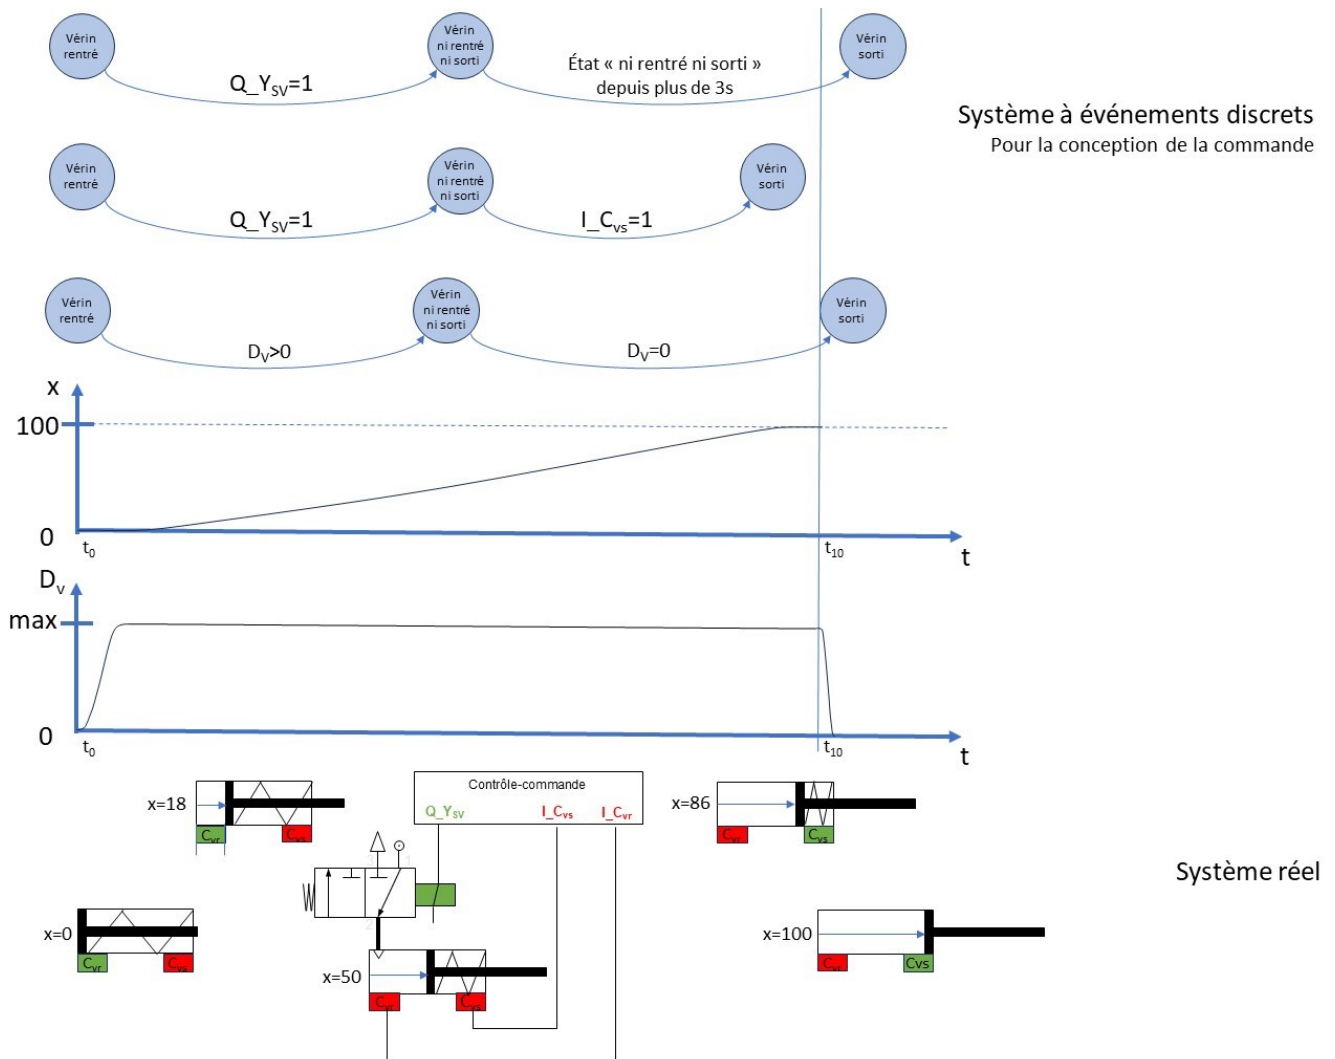 Vérin
rentré
Vérin
ni rentré
ni sorti
Vérin
sorti
Q_YSV=1
État « ni rentré ni sorti »
depuis plus de 3s
Système à événements discrets
Pour la conception de la commande
Vérin
rentré
Vérin
ni rentré
ni sorti
Vérin
sorti
Q_YSV=1
I_Cvs=1
Vérin
rentré
Vérin
ni rentré
ni sorti
Vérin
sorti
DV>0
DV=0
x
100
0
t0
t10
t
Dv
max
0
t0
t10
t
Contrôle-commande
Q_YSV
I_Cvs
I_Cvr
x=18
Cvr
Cvs
x=86
Cvr
Cvs
3
1
2
Système réel
x=0
Cvr
Cvs
x=50
Cvr
Cvs
x=100
Cvr
Cvs